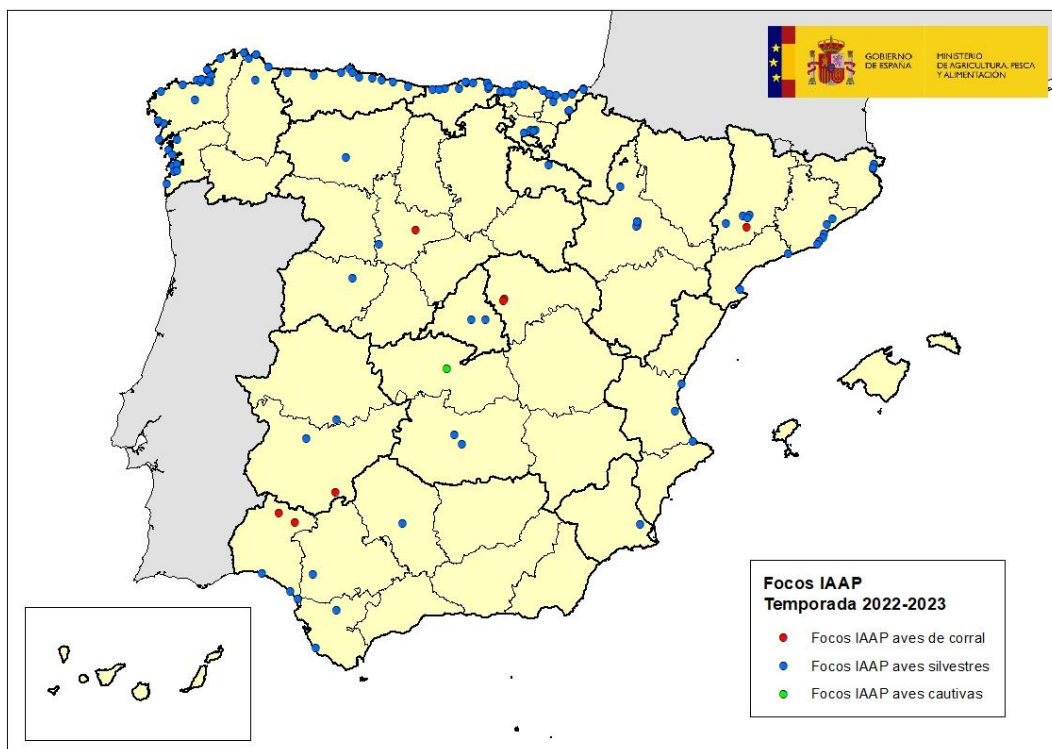 GOBIERNO
DE ESPAÑA
MINISTERIO
DE AGRICULTURA, PESCA
Y ALIMENTACIÓN
Focos IAAP
Temporada 2022-2023
Focos IAAP aves de corral
Focos IAAP aves silvestres
Focos IAAP aves cautivas